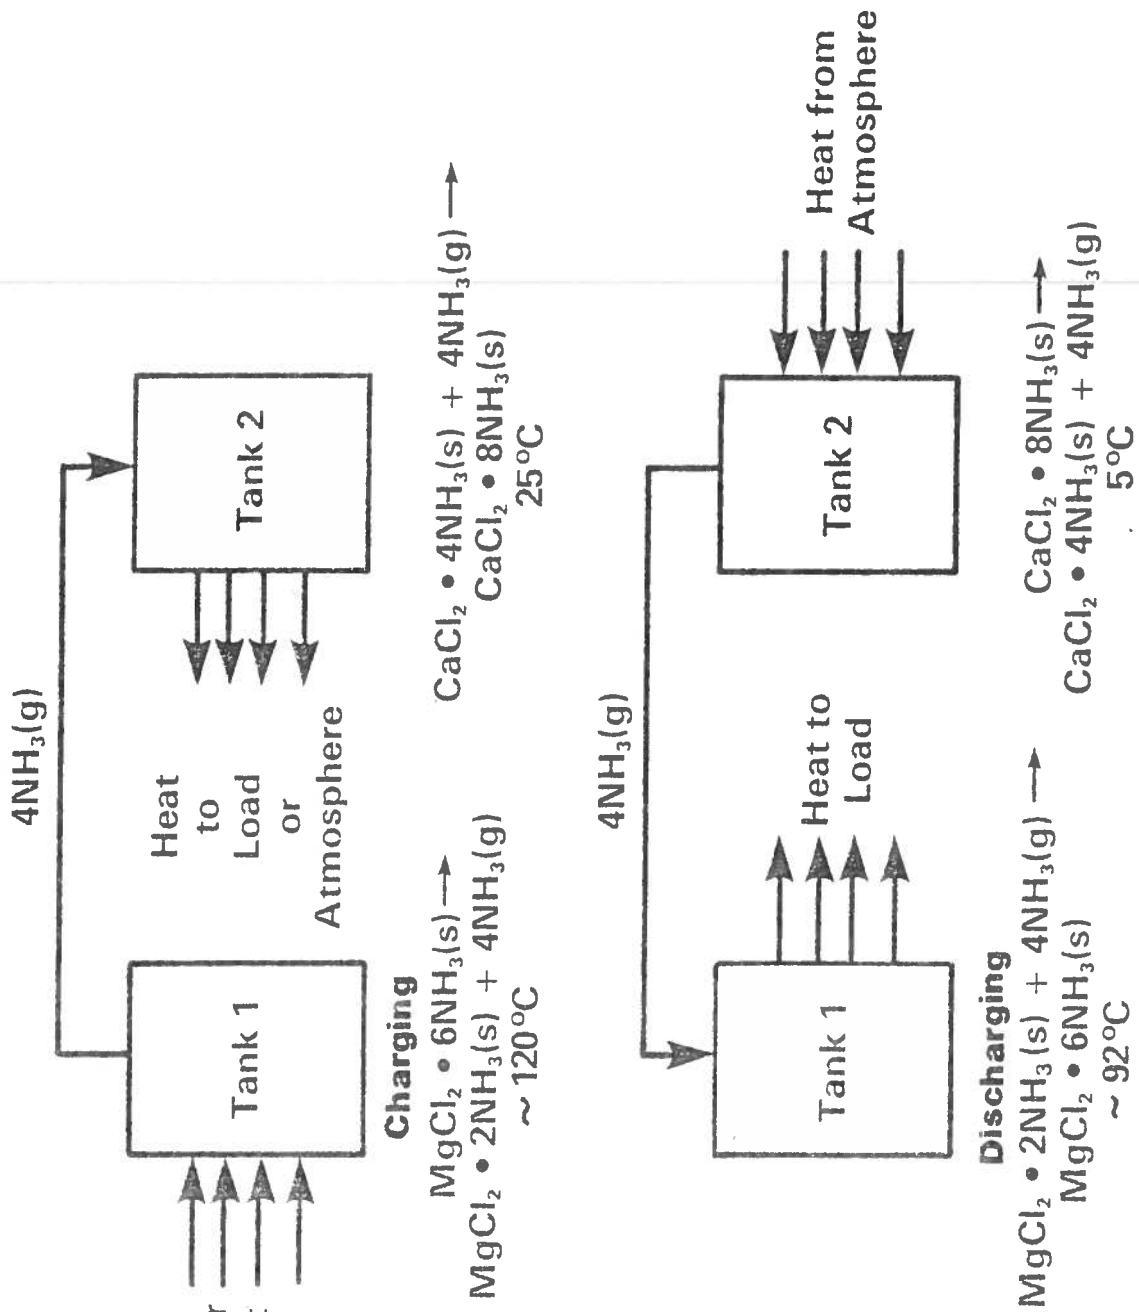 4NH₃(g)
Tank 1
Tank 2
Heat
to
Load
or
Atmosphere
Charging
MgCl₂ • 6NH₃(s) →
MgCl₂ • 2NH₃(s) + 4NH₃(g)
~ 120°C
CaCl₂ • 4NH₃(s) + 4NH₃(g) →
CaCl₂ • 8NH₃(s)
25°C
4NH₃(g)
Tank 1
Heat to
Load
Tank 2
Heat from
Atmosphere
Discharging
MgCl₂ • 2NH₃(s) + 4NH₃(g) →
MgCl₂ • 6NH₃(s)
~ 92°C
CaCl₂ • 8NH₃(s) →
CaCl₂ • 4NH₃(s) + 4NH₃(g)
5°C